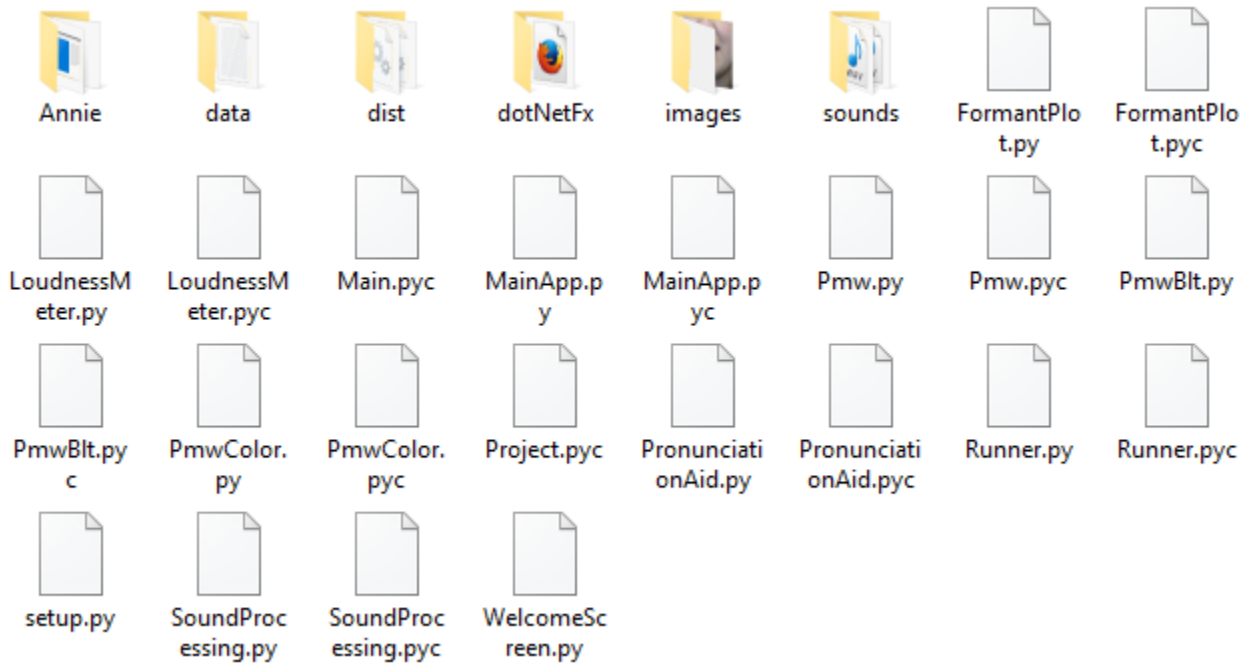 Annie data dist dotNetFx images sounds FormantPlo FormantPlo
t.py t.pyc
LoudnessM LoudnessM Main.pyc MainApp.p MainApp.p Pmw.py Pmw.pyc PmwBlt.py
eter.py eter.pyc y yc
PmwBlt.py PmwColor. PmwColor. Project.pyc Pronunciati Pronunciati Runner.py Runner.pyc
c py pyc onAid.py onAid.pyc
setup.py SoundProc SoundProc WelcomeSc
essing.py essing.pyc reen.py